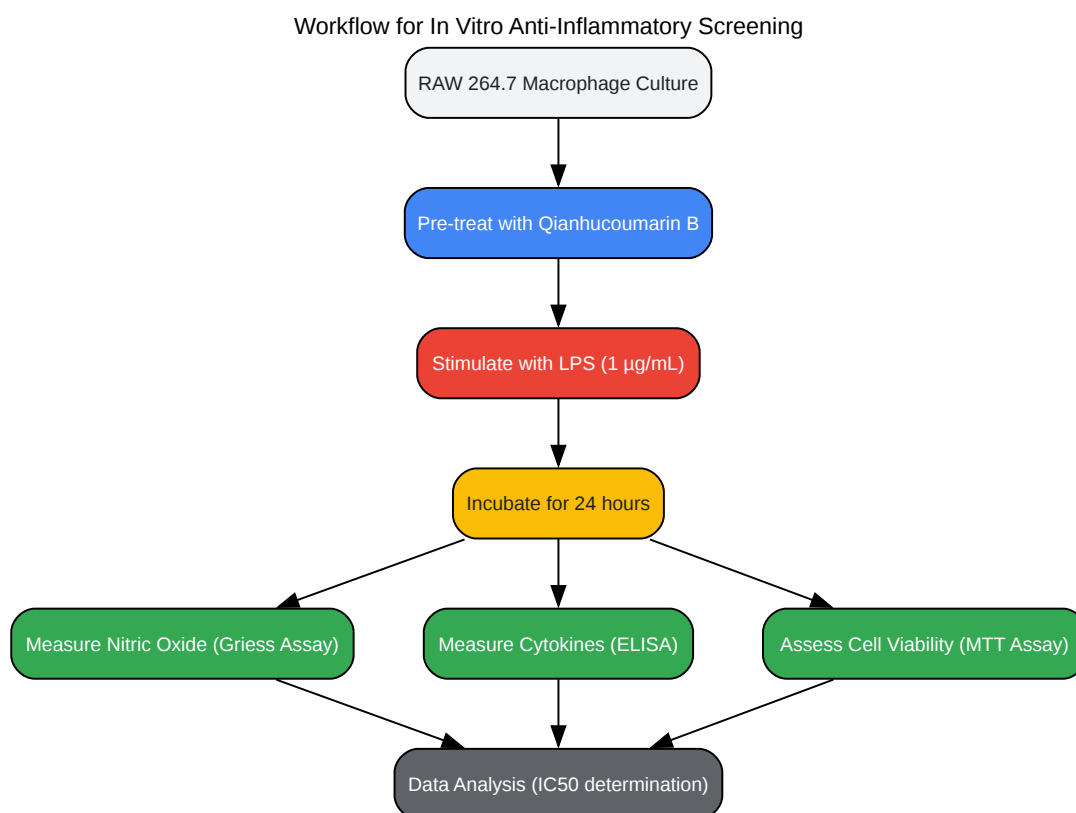 Workflow for In Vitro Anti-Inflammatory Screening
RAW 264.7 Macrophage Culture
Pre-treat with Qianhucoumarin B
Stimulate with LPS (1 µg/mL)
Incubate for 24 hours
Measure Nitric Oxide (Griess Assay)
Measure Cytokines (ELISA)
Assess Cell Viability (MTT Assay)
Data Analysis (IC50 determination)